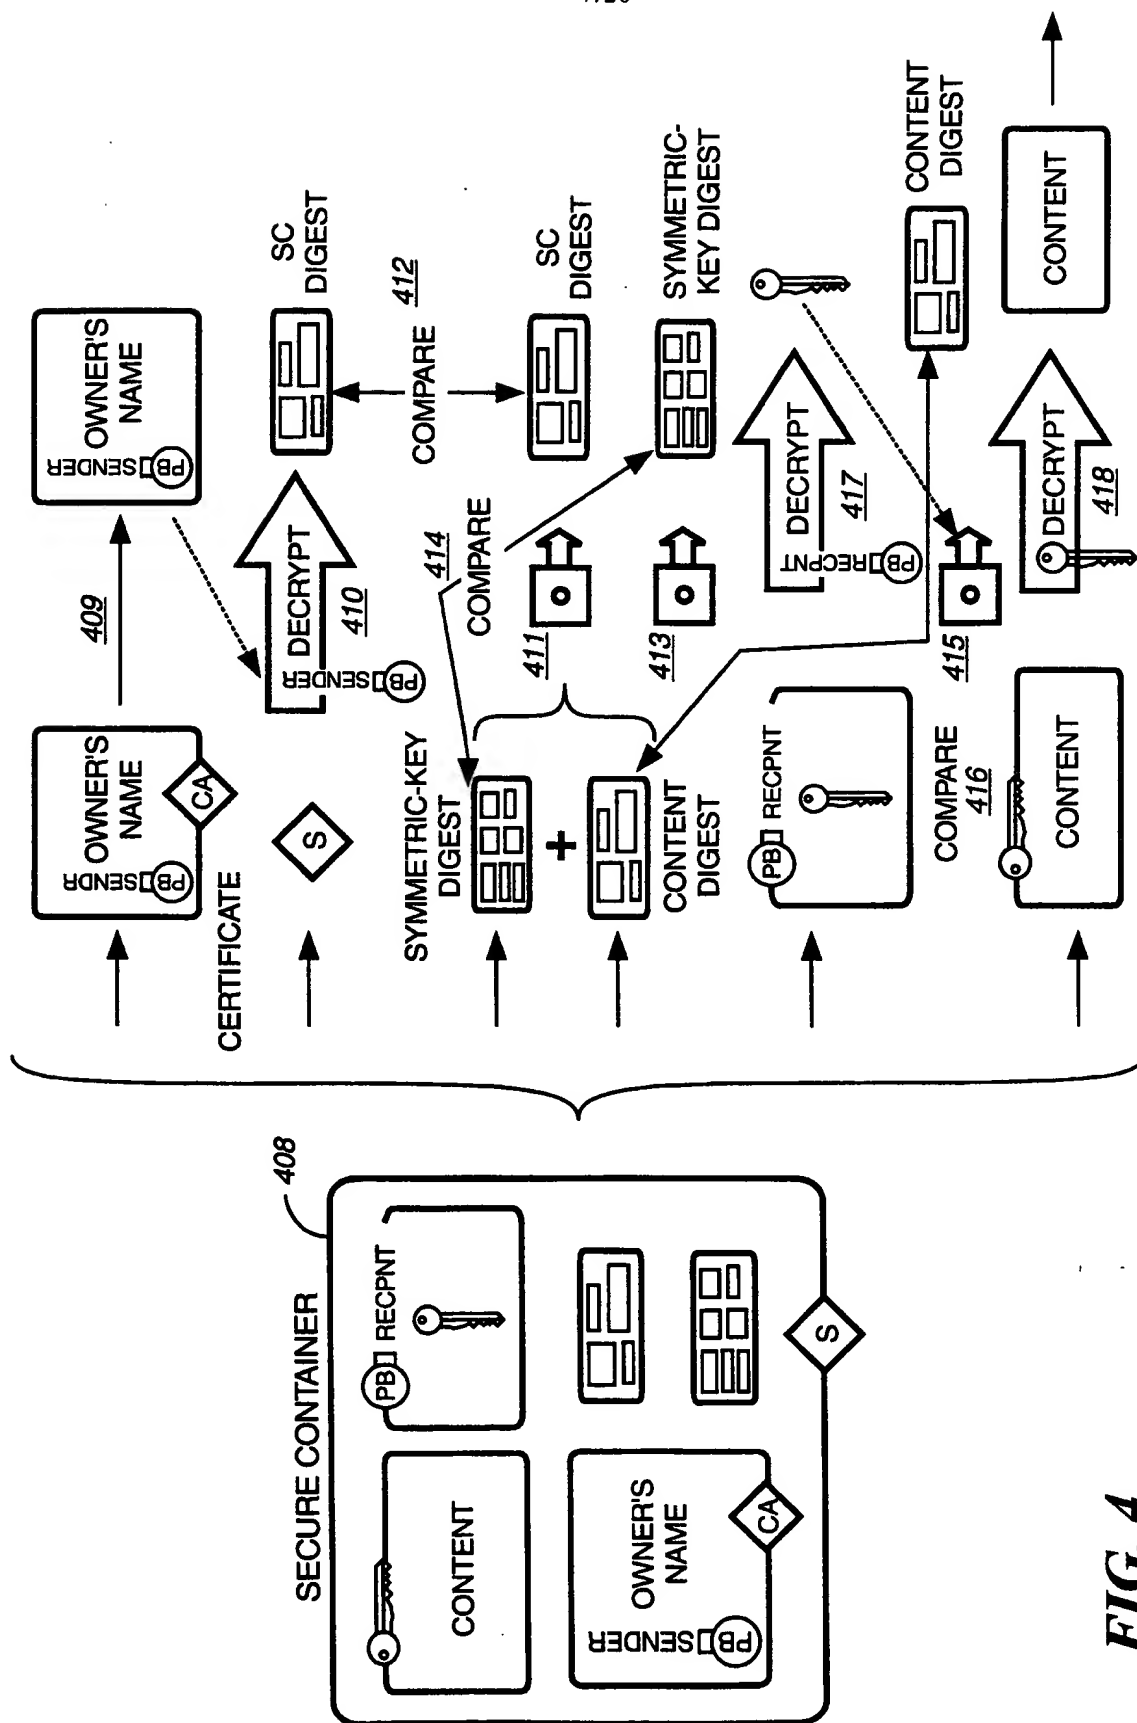 SECURE CONTAINER
408
CONTENT
PB RECPNT
PB SENDER
OWNER'S
NAME
CA
S
PB SENDR
OWNER'S
NAME
CA
CERTIFICATE
409
PB SENDER
OWNER'S
NAME
S
PB SENDER
DECRYPT
410
SC
DIGEST
COMPARE 412
SYMMETRIC-KEY
DIGEST
+
CONTENT
DIGEST
411
413
414
COMPARE
SC
DIGEST
SYMMETRIC-
KEY DIGEST
PB RECPNT
PB RECPNT
DECRYPT
417
COMPARE
416
415
CONTENT
DIGEST
CONTENT
DECRYPT
418
CONTENT
FIG. 4